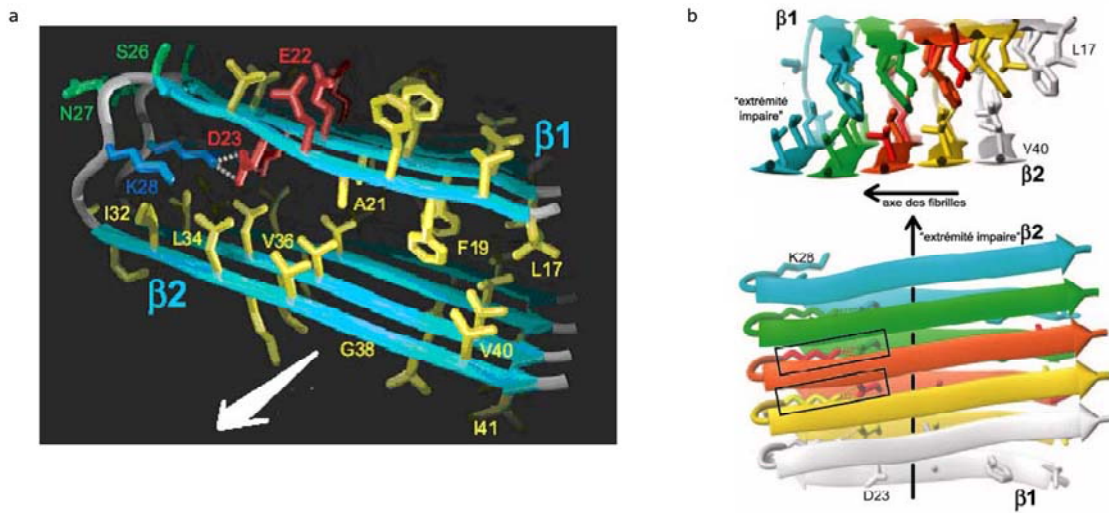 a
S26
E22
N27
D23
β1
K28
A21
I32
L34
V36
F19
L17
β2
G38
V40
I41
b
β1
L17
"extrémité
impaire"
V40
β2
axe des fibrilles
"extrémité impaire"
β2
K28
D23
β1